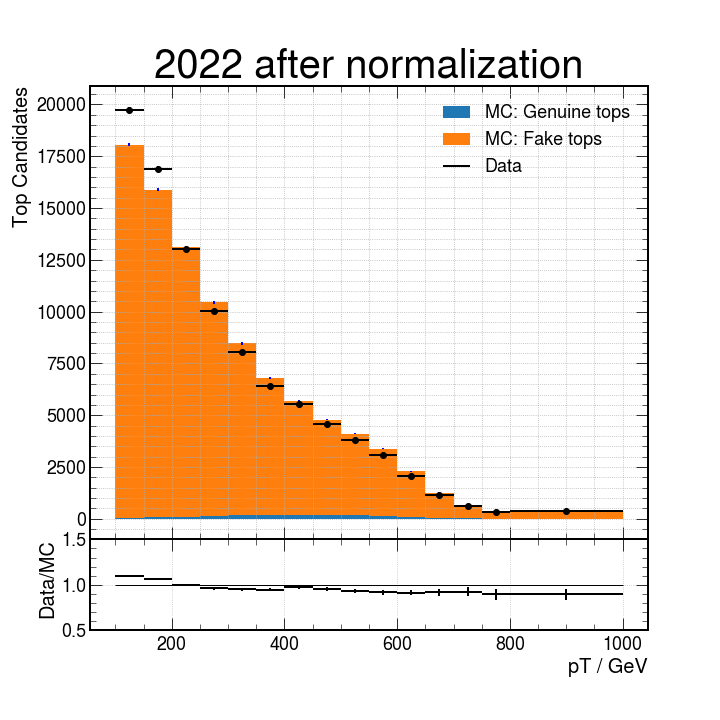 2022 after normalization
Top Candidates
20000
17500
15000
12500
10000
7500
5000
2500
0
MC: Genuine tops
MC: Fake tops
Data
Data/MC
1.5
1.0
0.5
200 400 600 800 1000
pT / GeV